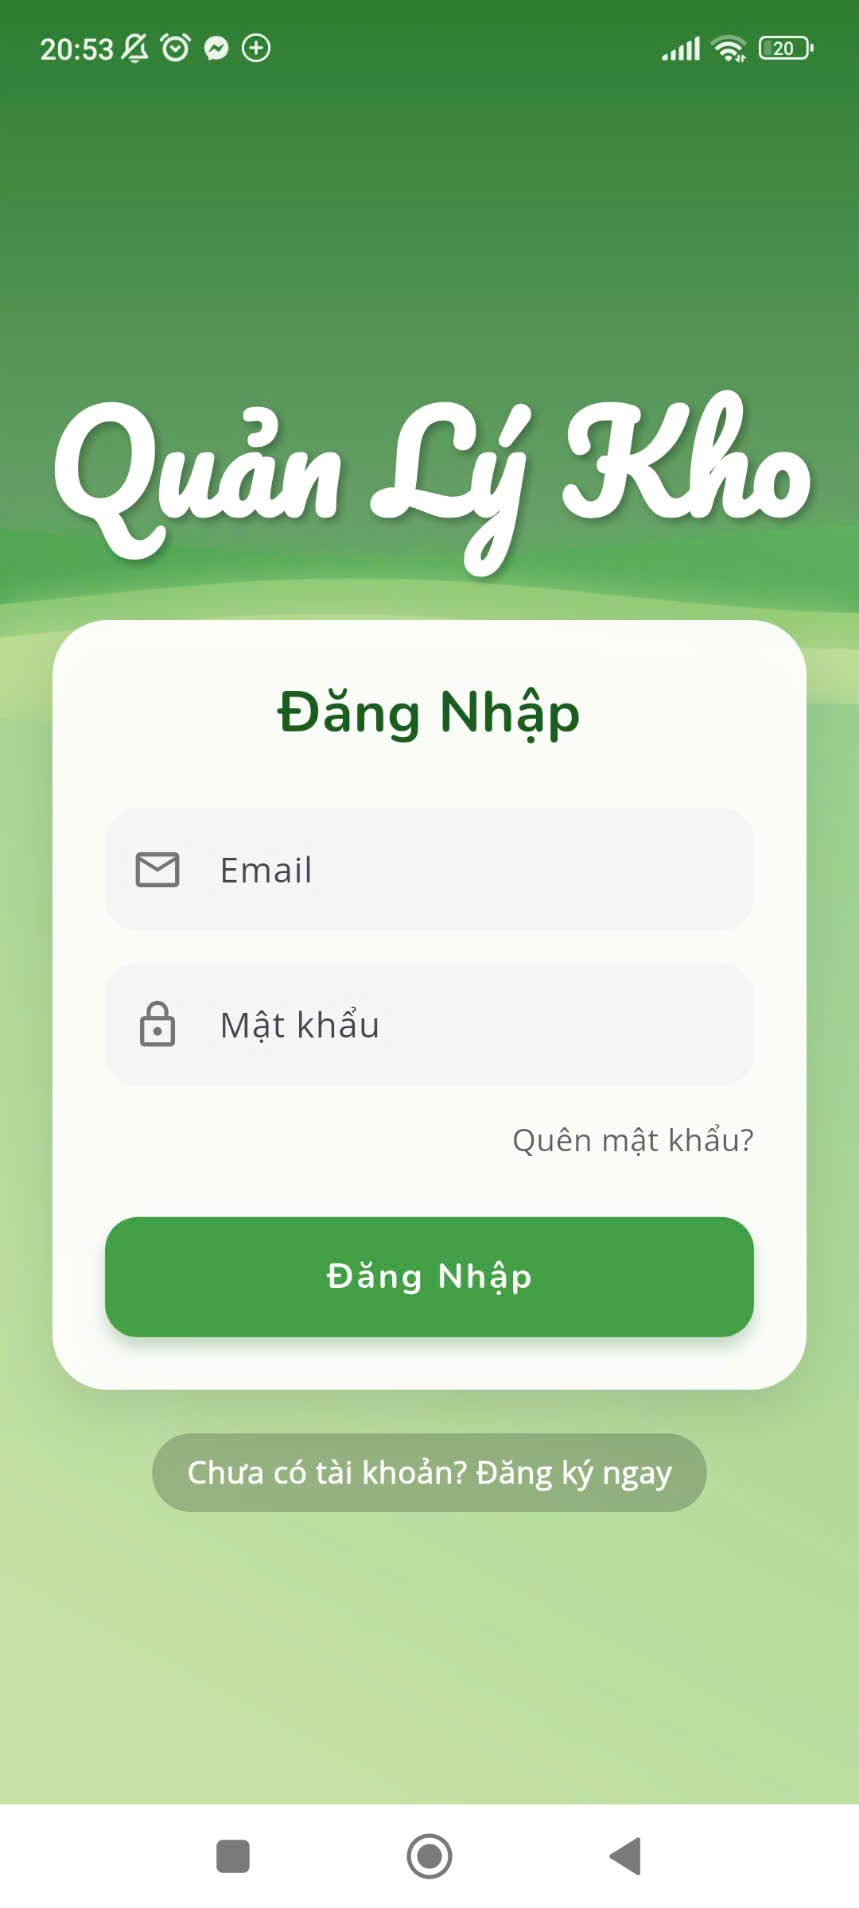 20:53
20
Quản Lý Kho
Đăng Nhập
Email
Mật khẩu
Quên mật khẩu?
Đăng Nhập
Chưa có tài khoản? Đăng ký ngay